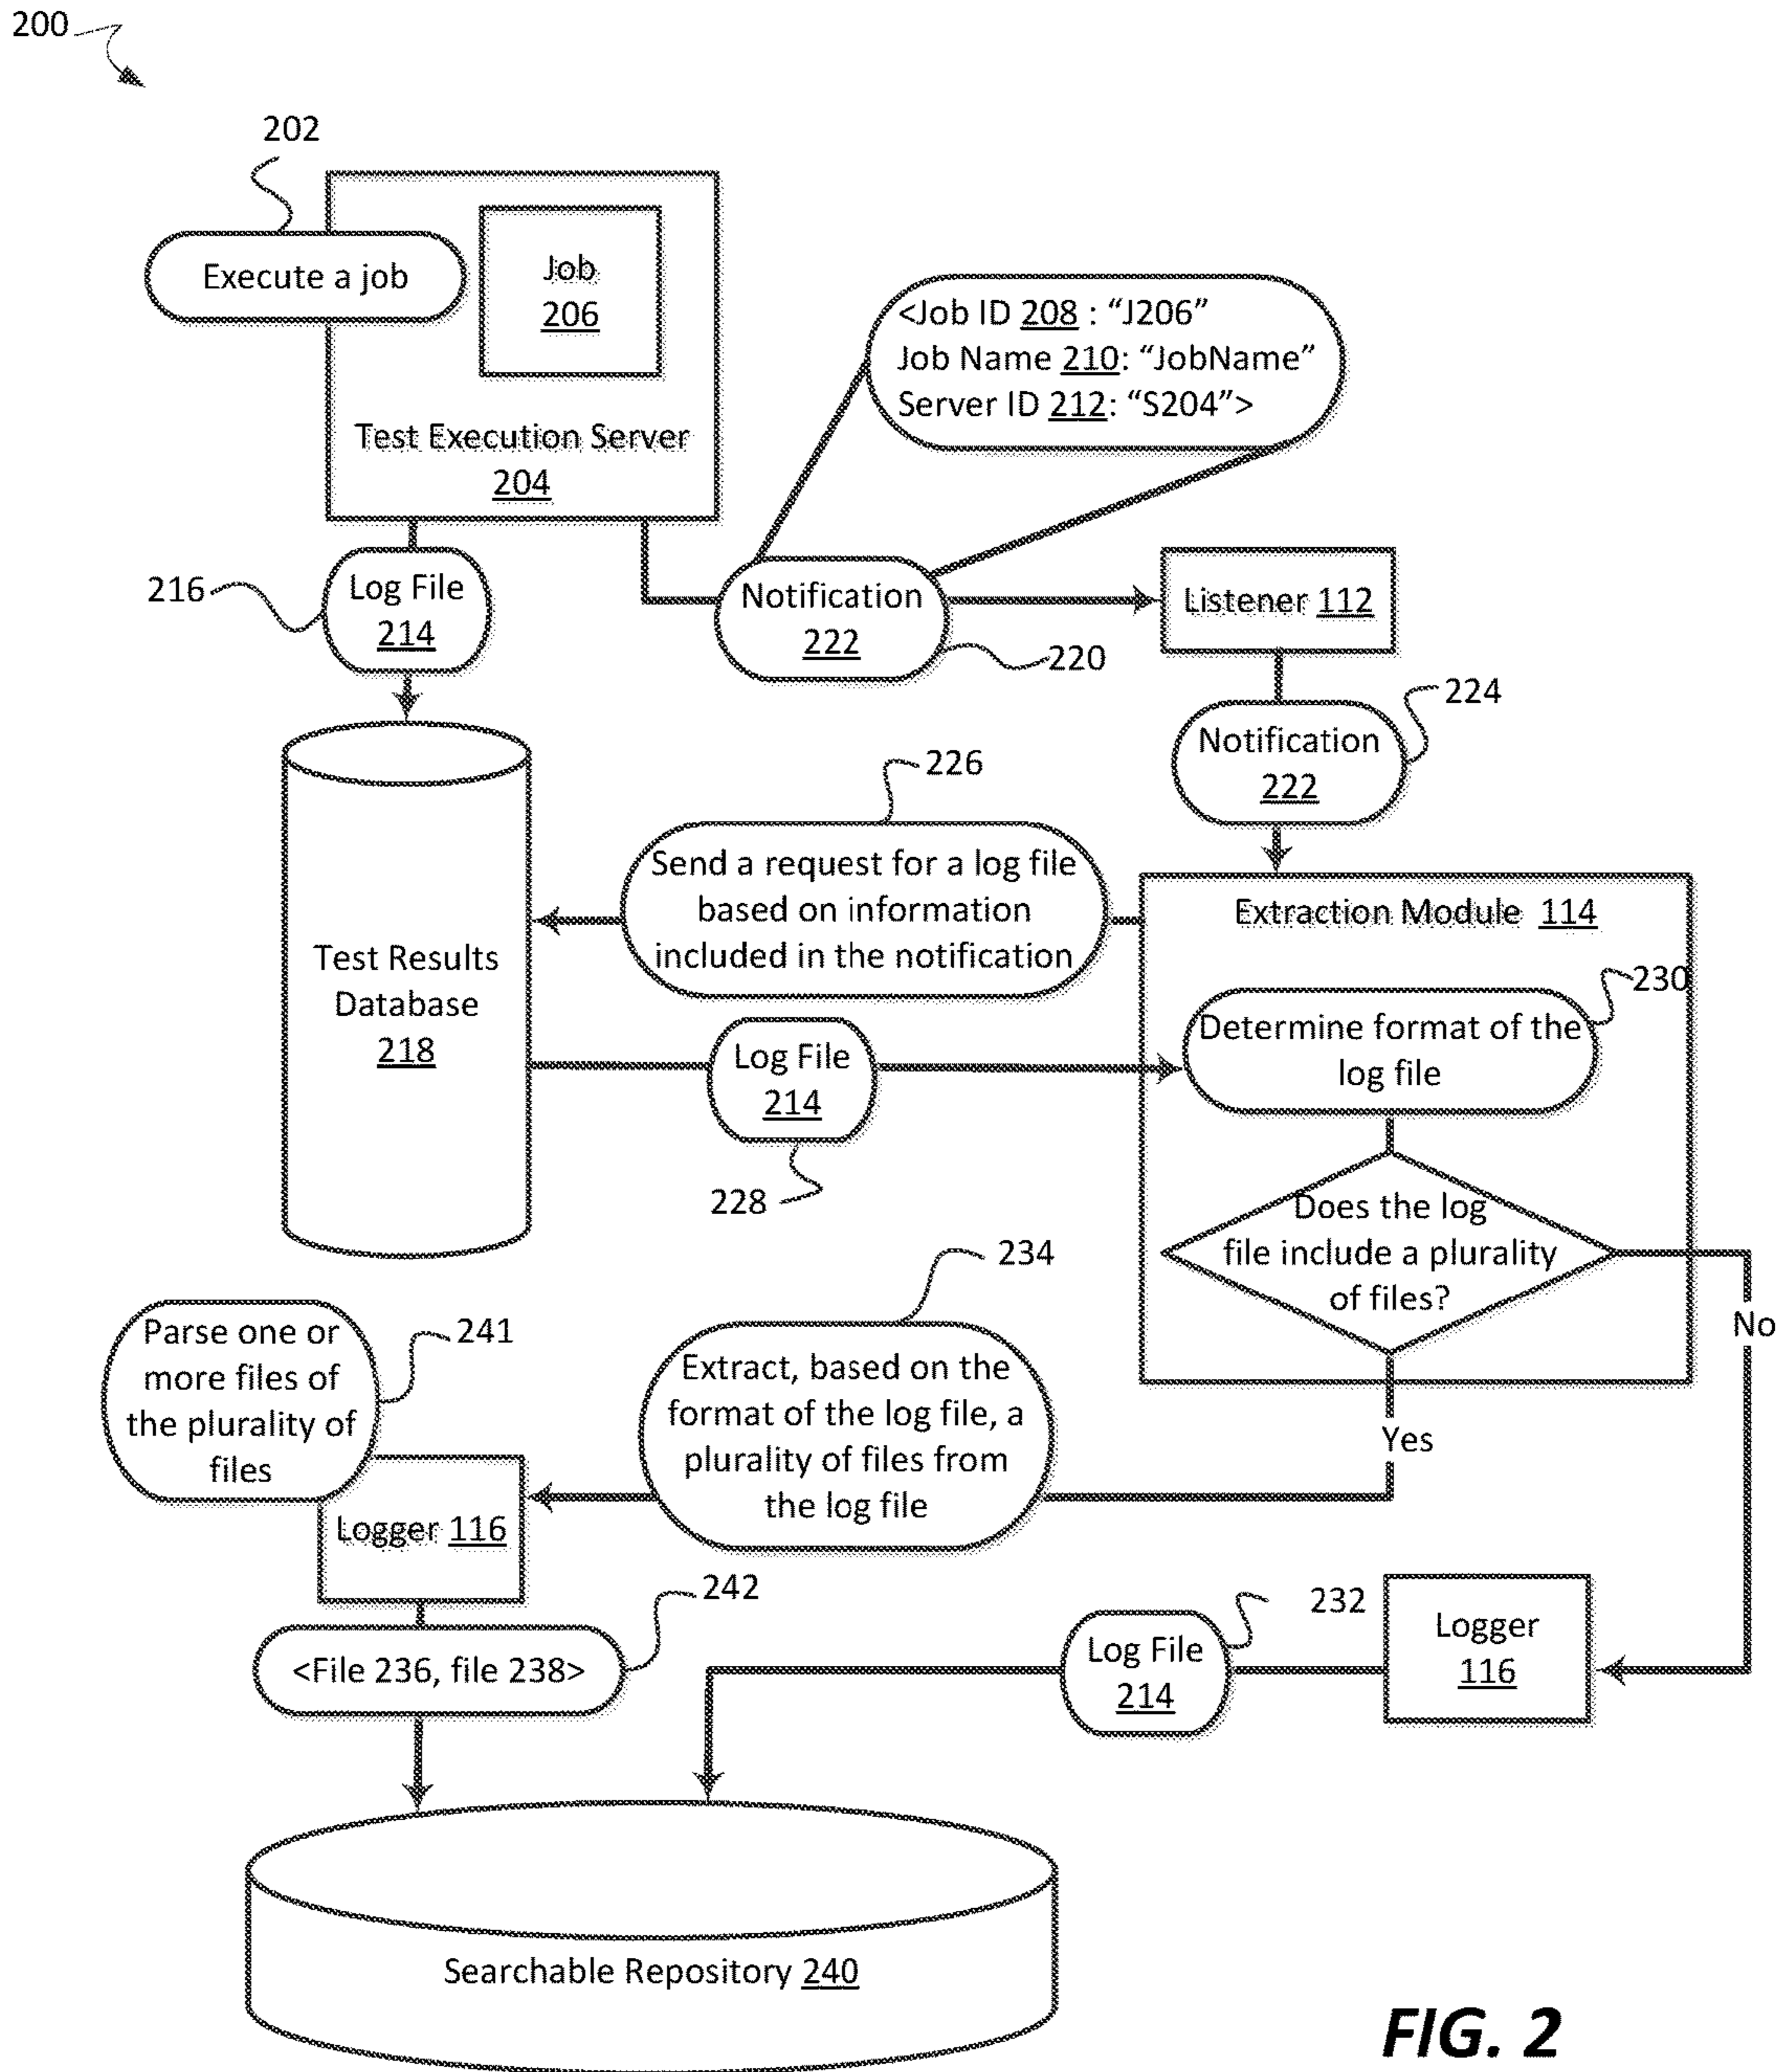 200
202
Execute a job
Job
206
Test Execution Server
204
<Job ID 208 : “J206”
Job Name 210: “JobName”
Server ID 212: “S204”>
216
Log File
214
Notification
222
220
Listener 112
224
Notification
222
226
Send a request for a log file
based on information
included in the notification
Extraction Module 114
230
Determine format of the
log file
Test Results
Database
218
Log File
214
228
Does the log
file include a plurality
of files?
No
Yes
234
Extract, based on the
format of the log file, a
plurality of files from
the log file
241
Parse one or
more files of
the plurality of
files
Logger 116
242
<File 236, file 238>
232
Log File
214
Logger
116
Searchable Repository 240
FIG. 2